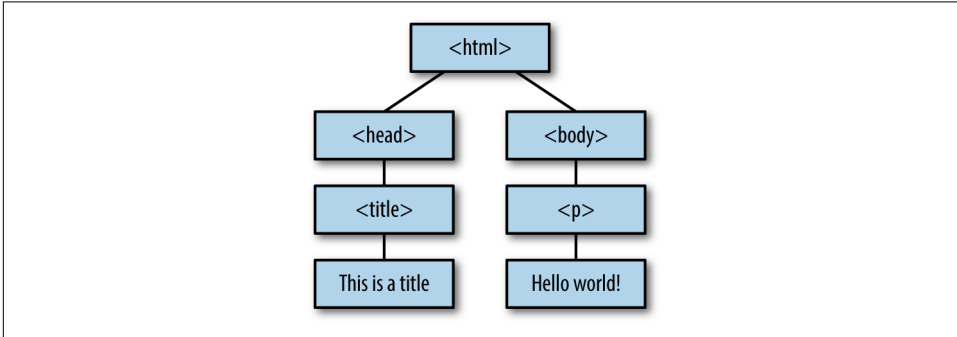 <html>
<head>
<body>
<title>
<p>
This is a title
Hello world!